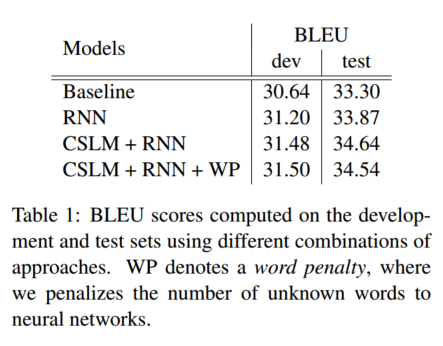 Models BLEU
dev test
Baseline 30.64 33.30
RNN 31.20 33.87
CSLM + RNN 31.48 34.64
CSLM + RNN + WP 31.50 34.54
Table 1: BLEU scores computed on the develop-
ment and test sets using different combinations of
approaches. WP denotes a word penalty, where
we penalizes the number of unknown words to
neural networks.